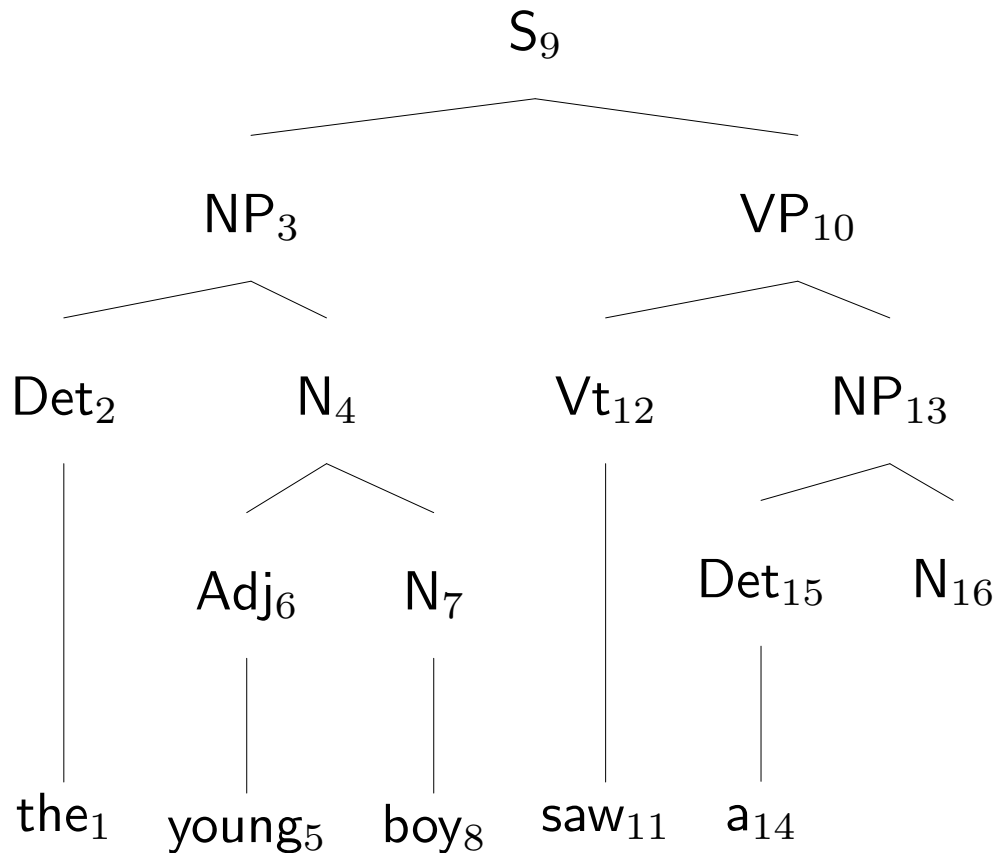 S₉
NP₃ VP₁₀
Det₂ N₄ Vt₁₂ NP₁₃
Adj₆ N₇ Det₁₅ N₁₆
the₁ young₅ boy₈ saw₁₁ a₁₄